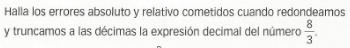 Halla los errores absoluto y relativo cometidos cuando redondeamos
y truncamos a las décimas la expresión decimal del número 8/3.